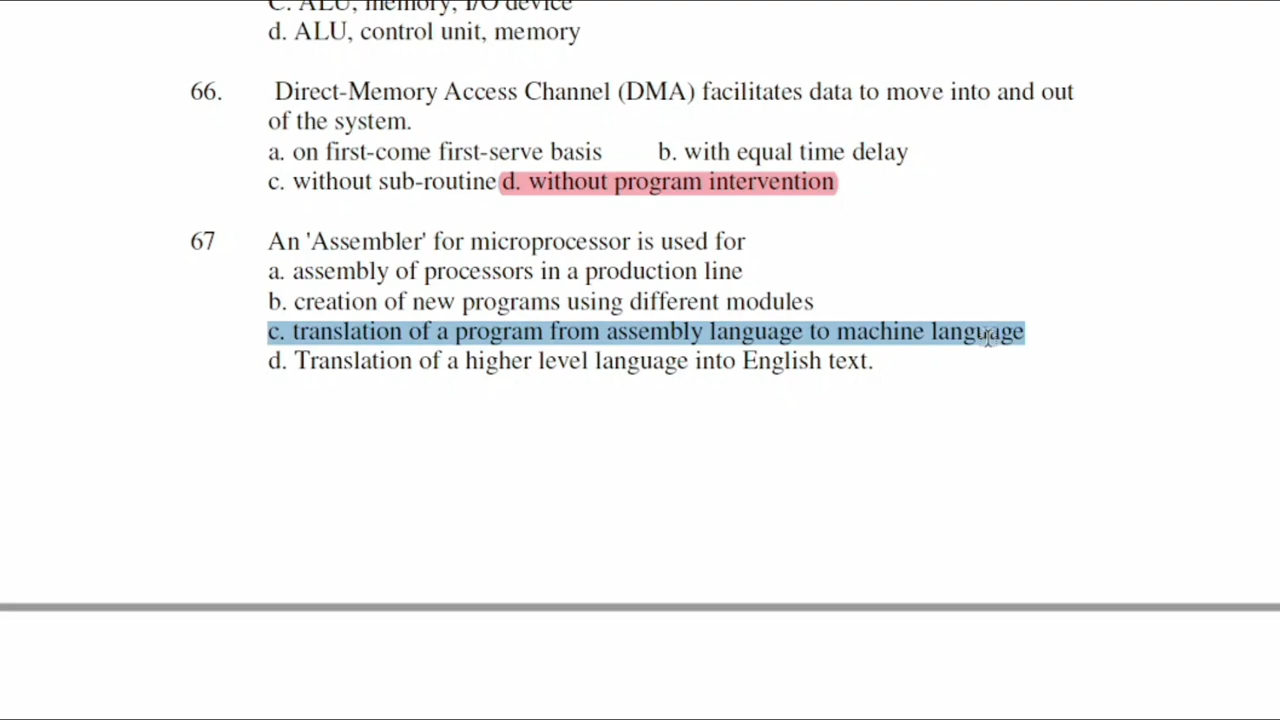 C. ALU, memory, I/O device
d. ALU, control unit, memory
66. Direct-Memory Access Channel (DMA) facilitates data to move into and out
of the system.
a. on first-come first-serve basis b. with equal time delay
c. without sub-routine d. without program intervention
67 An 'Assembler' for microprocessor is used for
a. assembly of processors in a production line
b. creation of new programs using different modules
c. translation of a program from assembly language to machine language
d. Translation of a higher level language into English text.